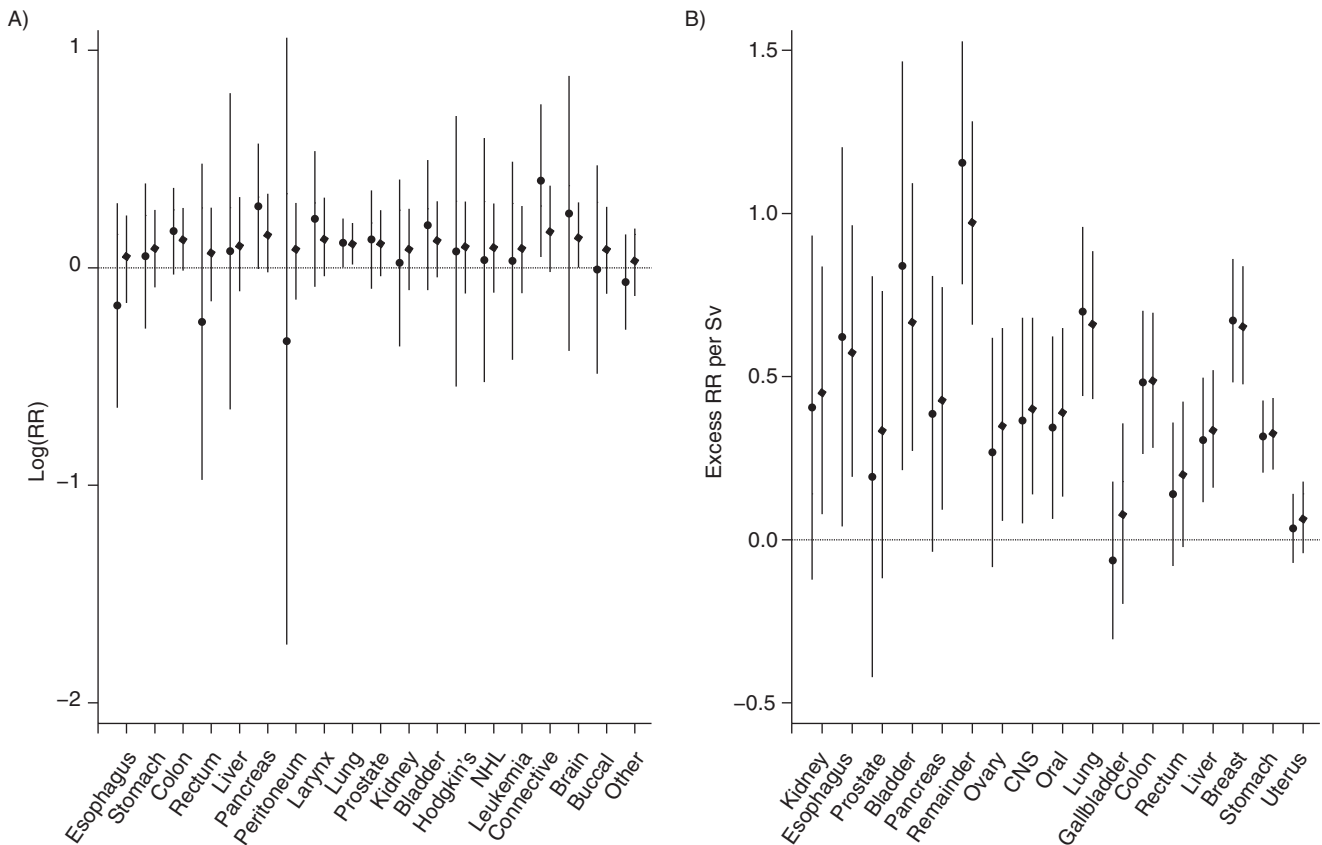 A)
1
0
−1
−2
Log(RR)
Esophagus
Stomach
Colon
Rectum
Liver
Pancreas
Peritoneum
Larynx
Lung
Prostate
Kidney
Bladder
Hodgkin's
NHL
Leukemia
Connective
Brain
Buccal
Other
B)
1.5
1.0
0.5
0.0
−0.5
Excess RR per Sv
Kidney
Esophagus
Prostate
Bladder
Pancreas
Remainder
Ovary
CNS
Oral
Lung
Gallbladder
Colon
Rectum
Liver
Breast
Stomach
Uterus